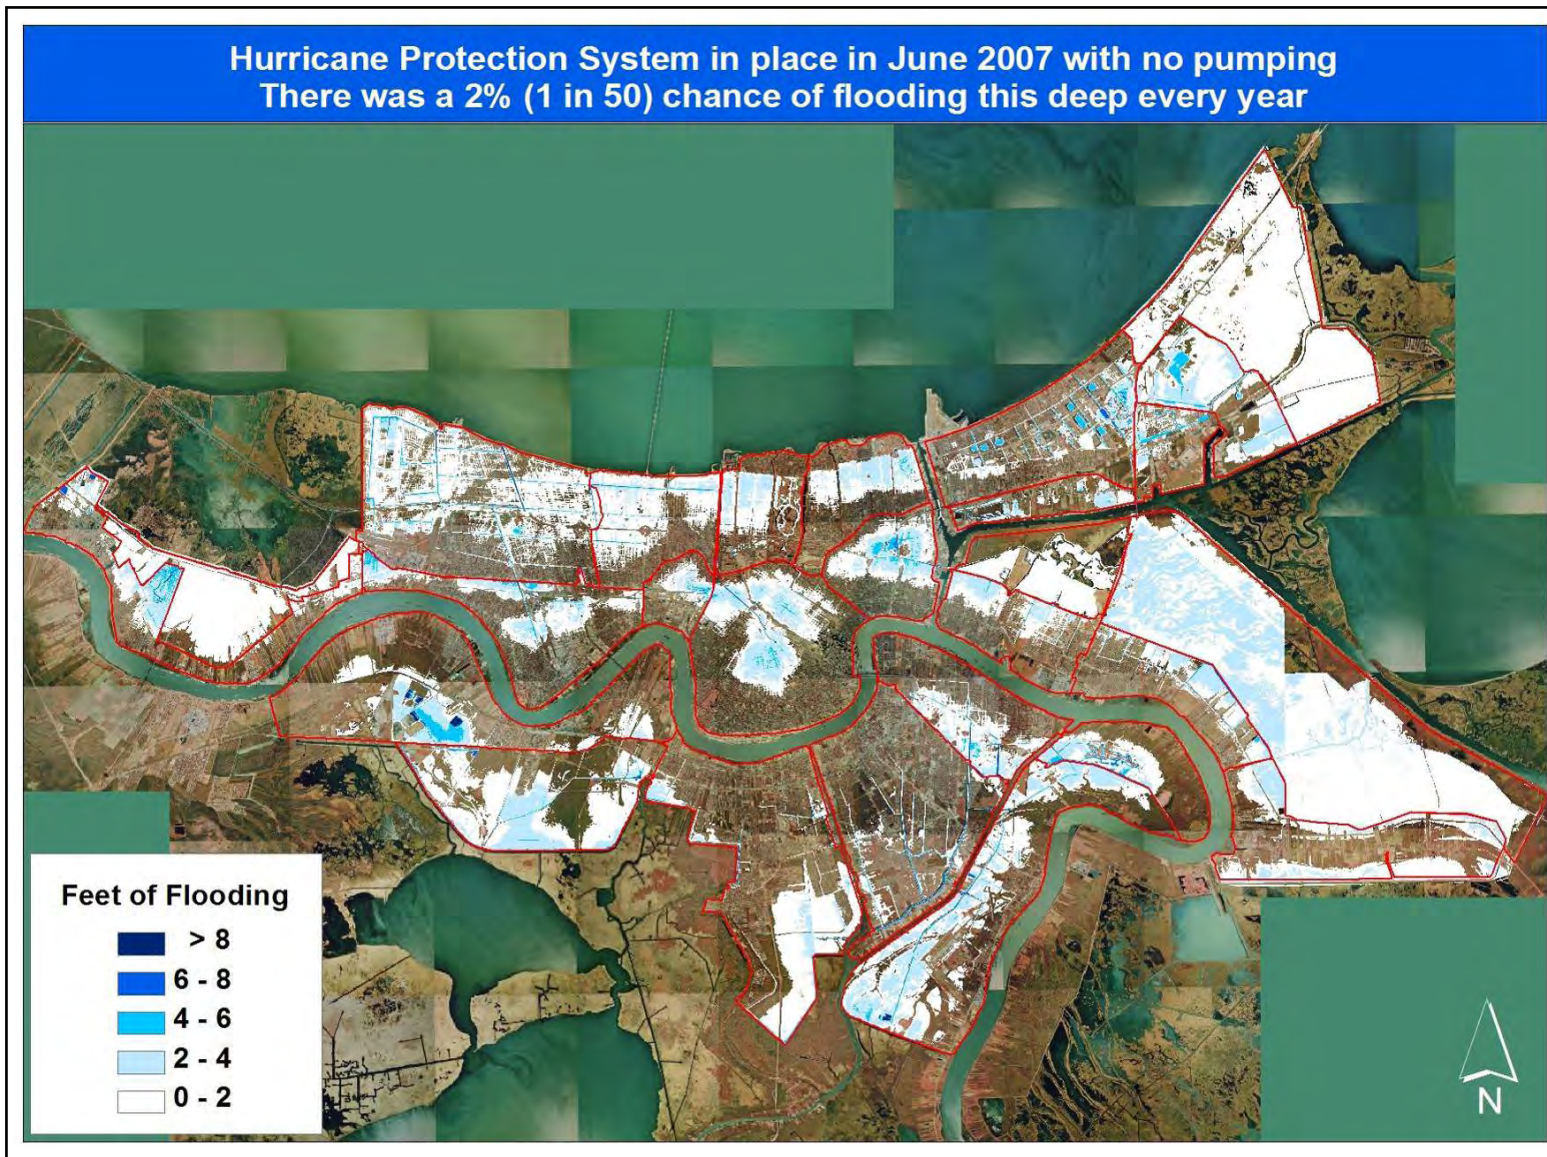 Hurricane Protection System in place in June 2007 with no pumping
There was a 2% (1 in 50) chance of flooding this deep every year
Feet of Flooding
> 8
6 - 8
4 - 6
2 - 4
0 - 2
N